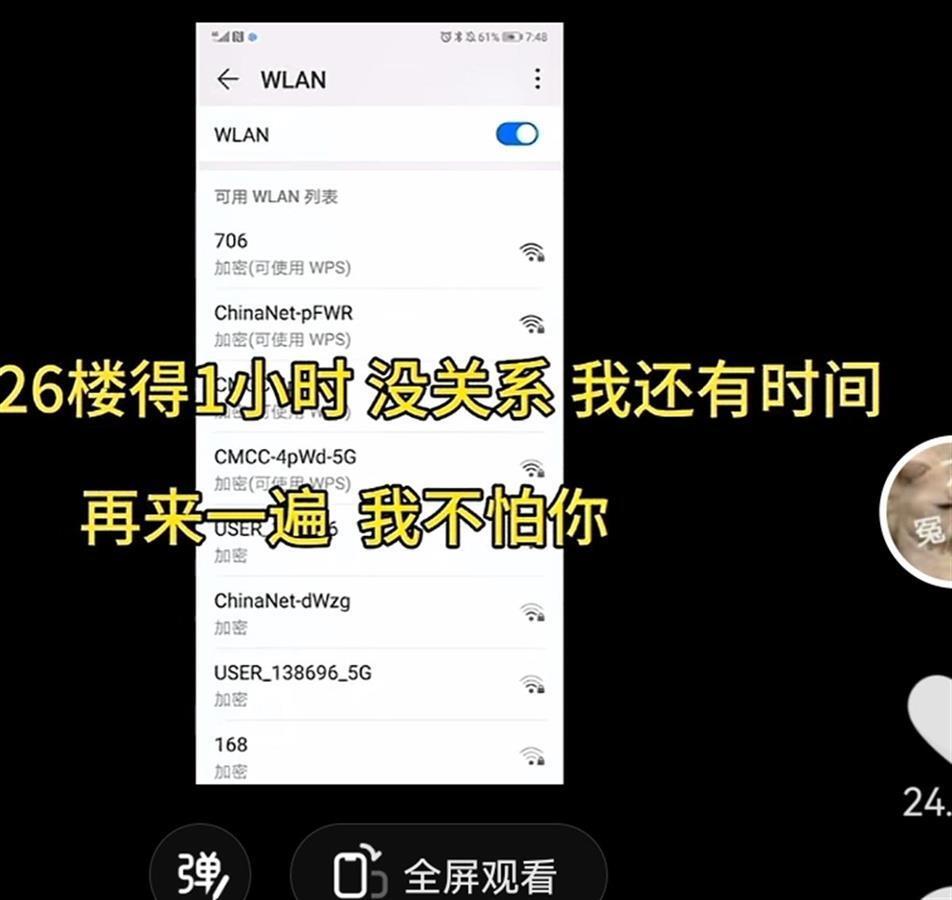 61% 7:48
WLAN
WLAN
可用 WLAN 列表
706
加密(可使用 WPS)
ChinaNet-pFWR
加密(可使用 WPS)
26楼得1小时 没关系 我还有时间
CMCC-4pWd-5G
加密(可使用 WPS)
再来一遍 我不怕你
加密
ChinaNet-dWzg
加密
USER_138696_5G
加密
168
加密
冤
24.
弹
全屏观看